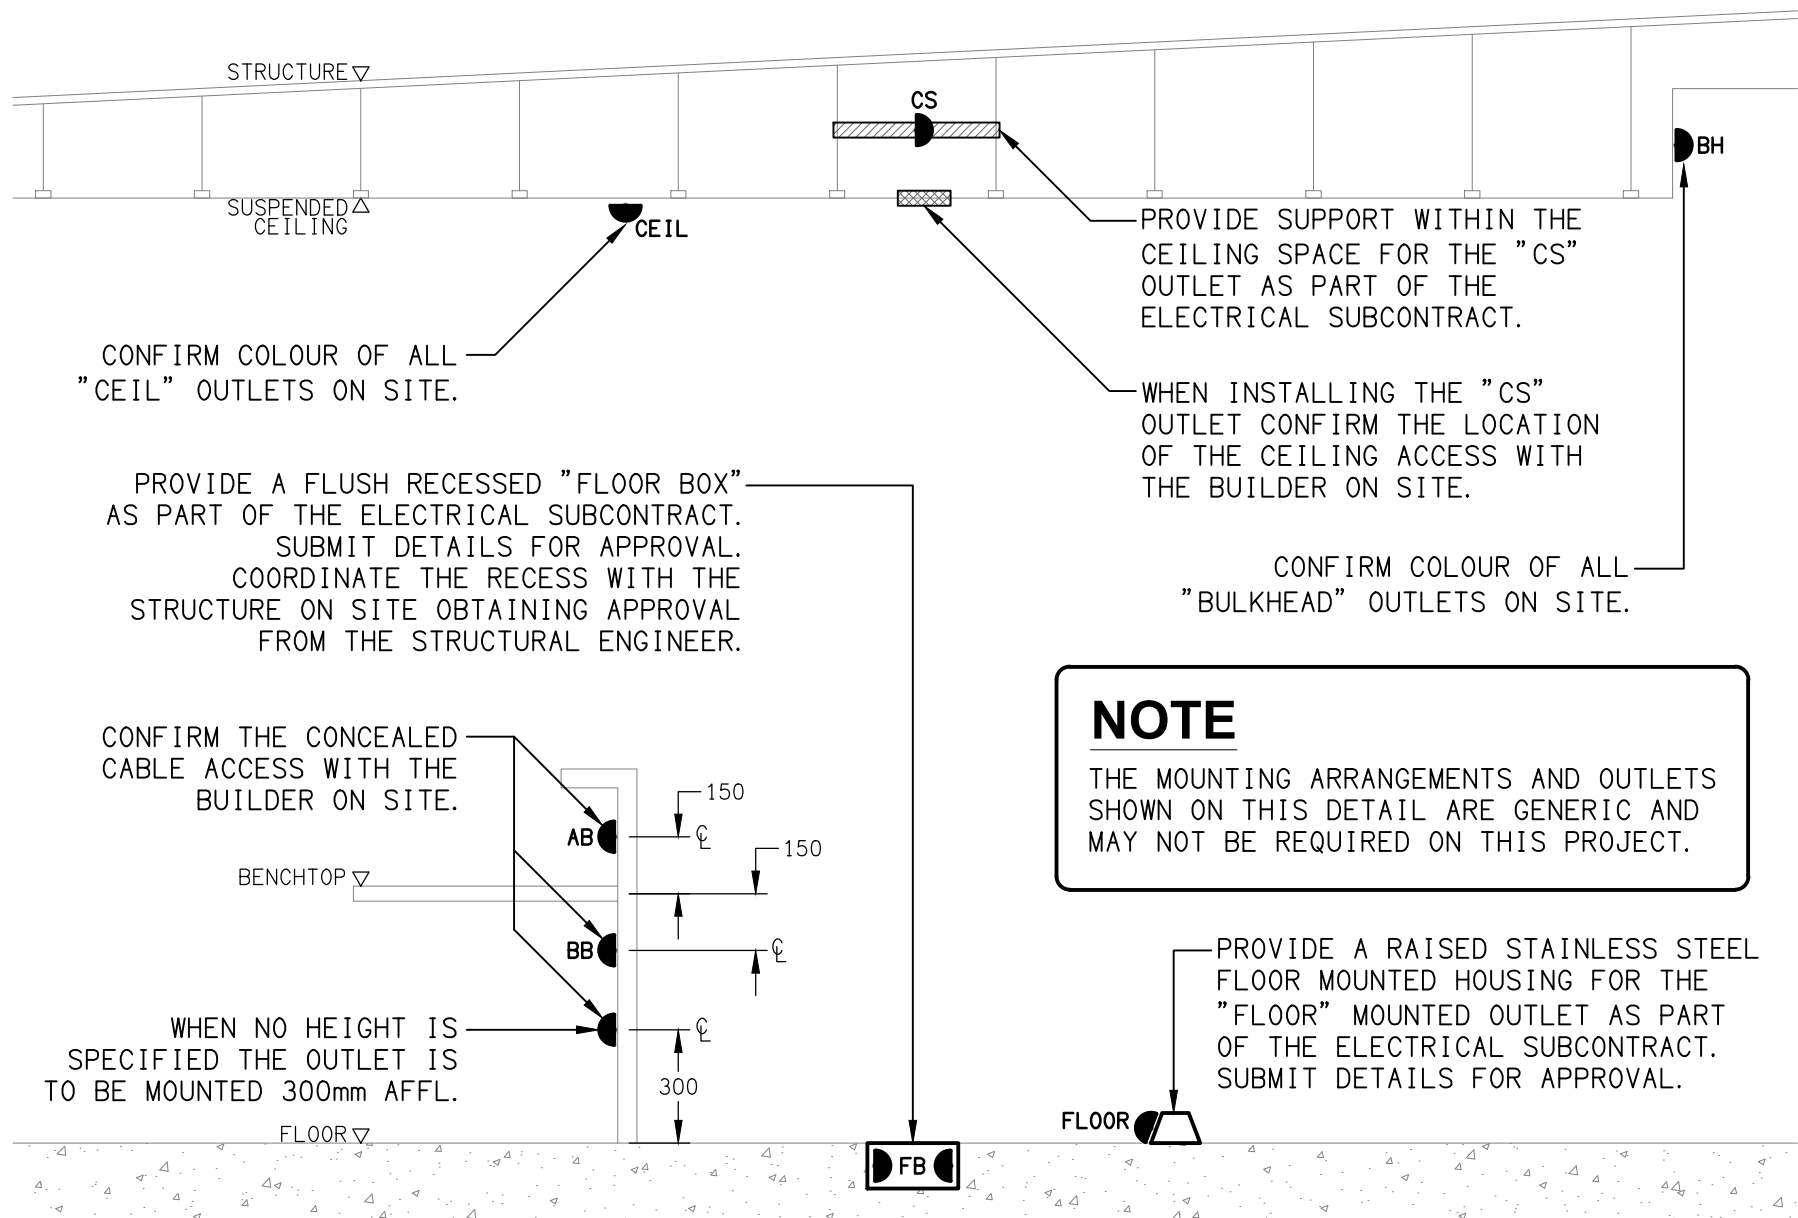 STRUCTURE
CS
BH
SUSPENDED
CEILING
CEIL
PROVIDE SUPPORT WITHIN THE
CEILING SPACE FOR THE "CS"
OUTLET AS PART OF THE
ELECTRICAL SUBCONTRACT.
CONFIRM COLOUR OF ALL
"CEIL" OUTLETS ON SITE.
WHEN INSTALLING THE "CS"
OUTLET CONFIRM THE LOCATION
OF THE CEILING ACCESS WITH
THE BUILDER ON SITE.
PROVIDE A FLUSH RECESSED "FLOOR BOX"
AS PART OF THE ELECTRICAL SUBCONTRACT.
SUBMIT DETAILS FOR APPROVAL.
COORDINATE THE RECESS WITH THE
STRUCTURE ON SITE OBTAINING APPROVAL
FROM THE STRUCTURAL ENGINEER.
CONFIRM COLOUR OF ALL
"BULKHEAD" OUTLETS ON SITE.
NOTE
THE MOUNTING ARRANGEMENTS AND OUTLETS
SHOWN ON THIS DETAIL ARE GENERIC AND
MAY NOT BE REQUIRED ON THIS PROJECT.
CONFIRM THE CONCEALED
CABLE ACCESS WITH THE
BUILDER ON SITE.
150
AB
℄
150
BENCHTOP
BB
℄
WHEN NO HEIGHT IS
SPECIFIED THE OUTLET IS
TO BE MOUNTED 300mm AFFL.
℄
300
PROVIDE A RAISED STAINLESS STEEL
FLOOR MOUNTED HOUSING FOR THE
"FLOOR" MOUNTED OUTLET AS PART
OF THE ELECTRICAL SUBCONTRACT.
SUBMIT DETAILS FOR APPROVAL.
FLOOR
FLOOR
FB